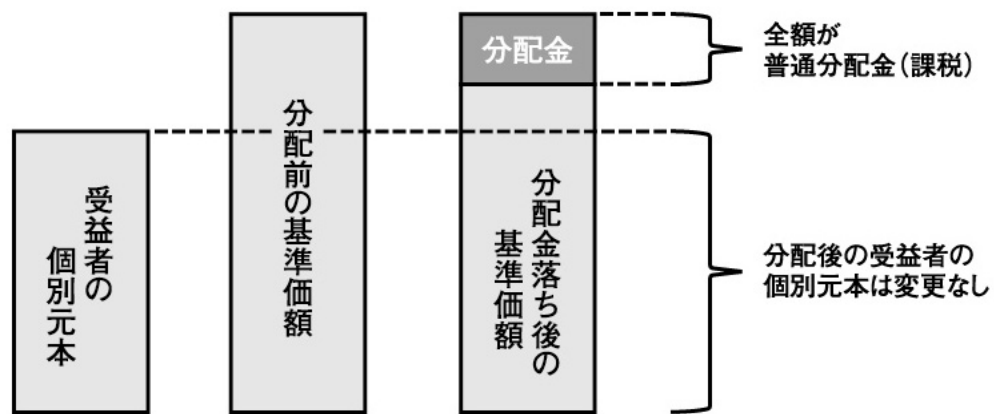 受益者の
個別元本
分配前の基準価額
分配金
分配金落ち後の
基準価額
全額が
普通分配金(課税)
分配後の受益者の
個別元本は変更なし